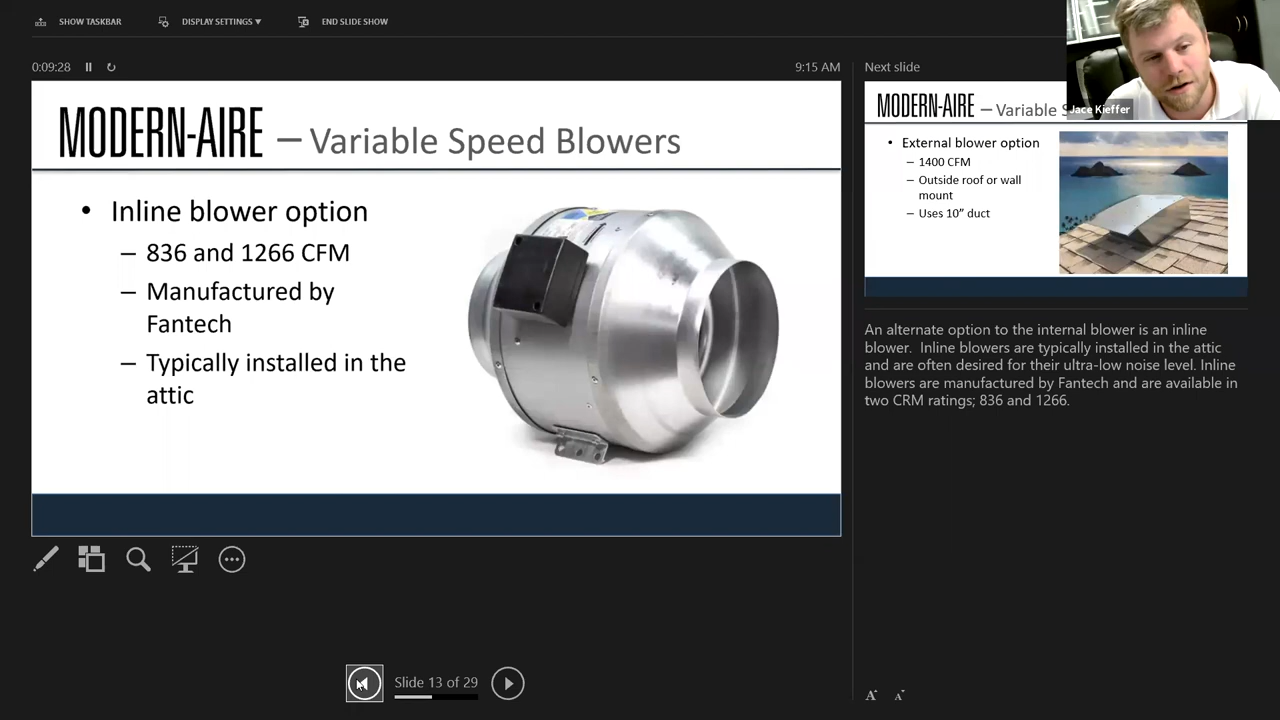 SHOW TASKBAR DISPLAY SETTINGS ▼ END SLIDE SHOW
0:09:28 9:15 AM
MODERN-AIRE – Variable Speed Blowers
• Inline blower option
– 836 and 1266 CFM
– Manufactured by
Fantech
– Typically installed in the
attic
Slide 13 of 29
Next slide
Jace Kieffer
MODERN-AIRE – Variable S
• External blower option
– 1400 CFM
– Outside roof or wall
mount
– Uses 10” duct
An alternate option to the internal blower is an inline
blower. Inline blowers are typically installed in the attic
and are often desired for their ultra-low noise level. Inline
blowers are manufactured by Fantech and are available in
two CRM ratings; 836 and 1266.
A A